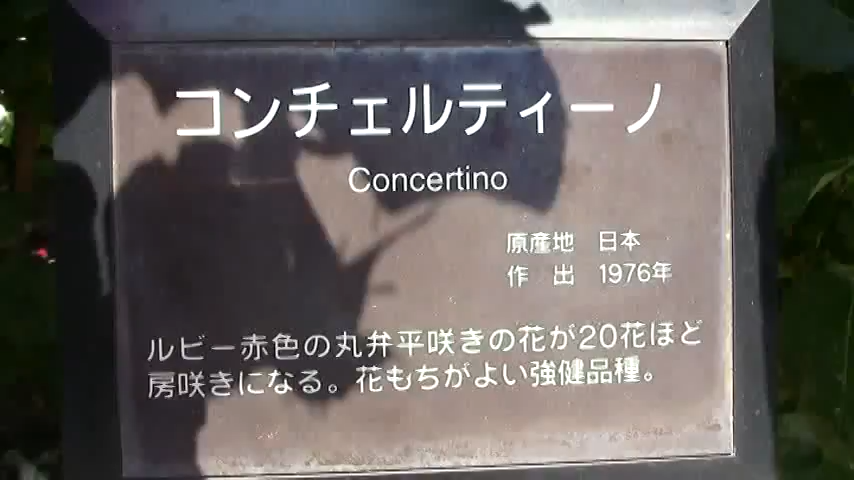 コンチェルティーノ
Concertino
原産地 日本
作 出 1976年
ルビー赤色の丸弁平咲きの花が20花ほど
房咲きになる。花もちがよい強健品種。